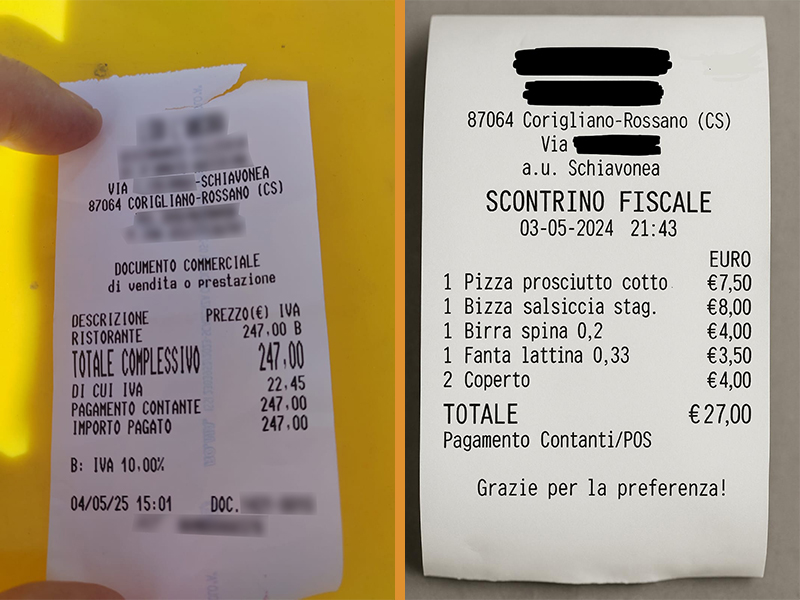 VIA -SCHIAVONEA
87064 CORIGLIANO-ROSSANO (CS)
DOCUMENTO COMMERCIALE
di vendita o prestazione
DESCRIZIONE PREZZO(€) IVA
RISTORANTE 247,00 B
TOTALE COMPLESSIVO 247,00
DI CUI IVA 22,45
PAGAMENTO CONTANTE 247,00
IMPORTO PAGATO 247,00
B: IVA 10,00%
04/05/25 15:01 DOC.
87064 Corigliano-Rossano (CS)
Via
a.u. Schiavonea
SCONTRINO FISCALE
03-05-2024 21:43
EURO
1 Pizza prosciutto cotto €7,50
1 Bizza salsiccia stag. €8,00
1 Birra spina 0,2 €4,00
1 Fanta lattina 0,33 €3,50
2 Coperto €4,00
TOTALE €27,00
Pagamento Contanti/POS
Grazie per la preferenza!